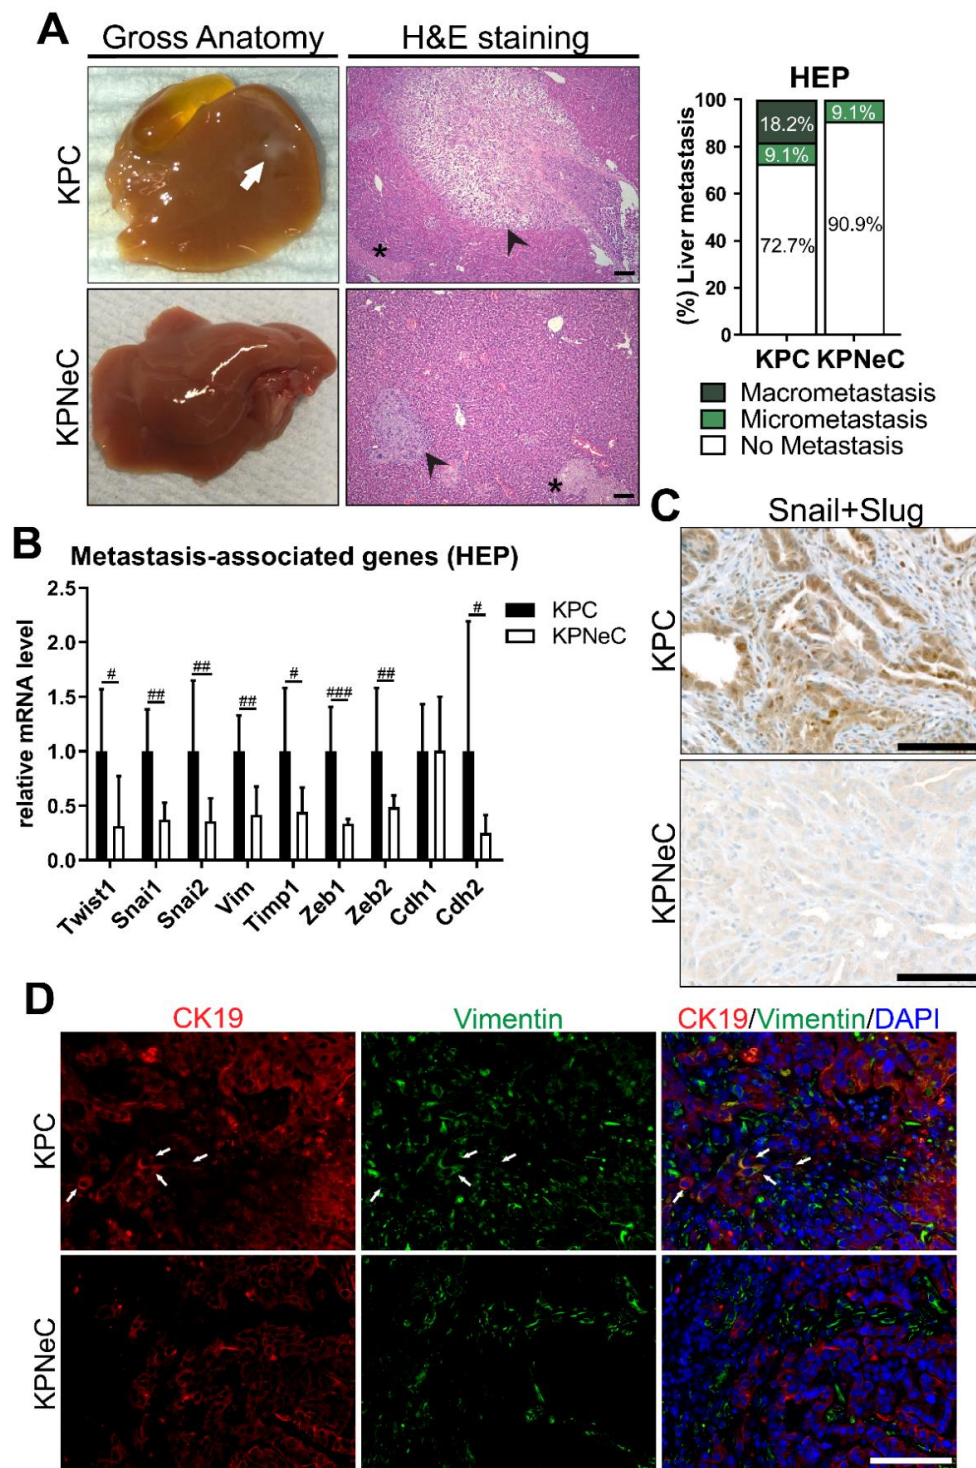 A
Gross Anatomy
H&E staining
KPC
*
KPNeC
*
HEP
(%) Liver metastasis
100
80
60
40
20
0
18.2%
9.1%
72.7%
9.1%
90.9%
KPC KPNeC
Macrometastasis
Micrometastasis
No Metastasis
B
Metastasis-associated genes (HEP)
relative mRNA level
2.5
2.0
1.5
1.0
0.5
0.0
KPC
KPNeC
#
##
##
##
#
###
##
#
Twist1
Snai1
Snai2
Vim
Timp1
Zeb1
Zeb2
Cdh1
Cdh2
C
Snail+Slug
KPC
KPNeC
D
CK19
Vimentin
CK19/Vimentin/DAPI
KPC
KPNeC